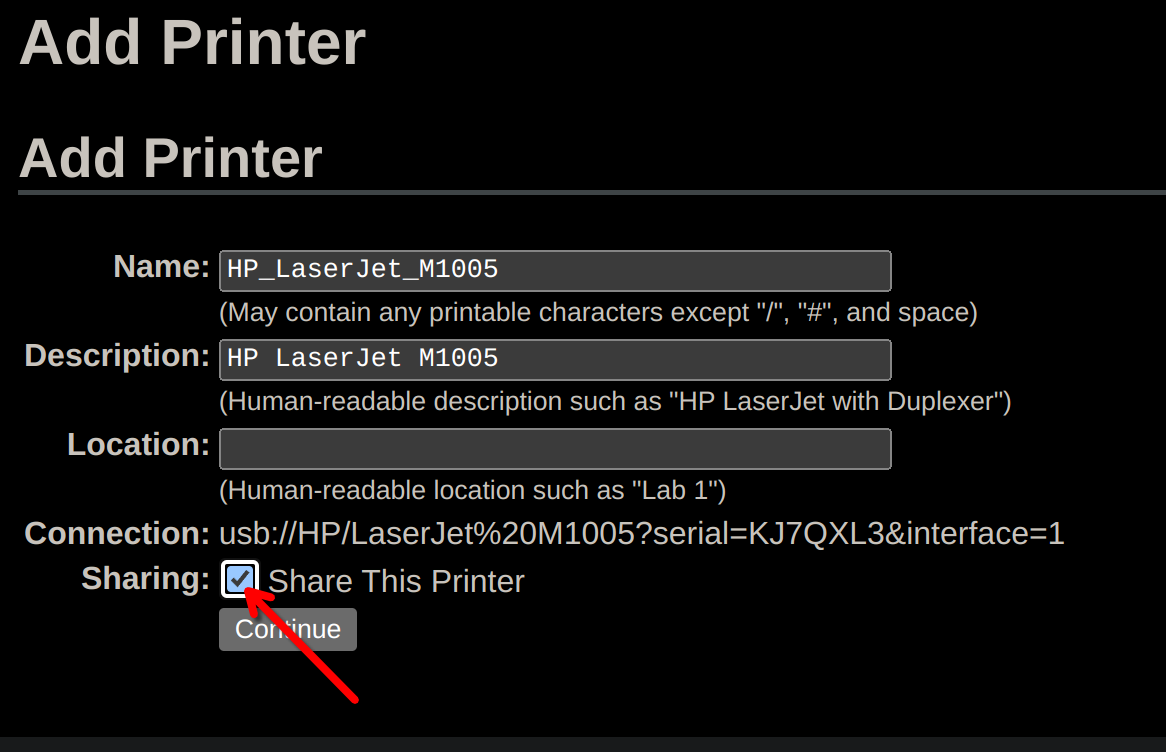 Add Printer
Add Printer
Name: HP_LaserJet_M1005
(May contain any printable characters except "/", "#", and space)
Description: HP LaserJet M1005
(Human-readable description such as "HP LaserJet with Duplexer")
Location:
(Human-readable location such as "Lab 1")
Connection: usb://HP/LaserJet%20M1005?serial=KJ7QXL3&interface=1
Sharing: Share This Printer
Continue